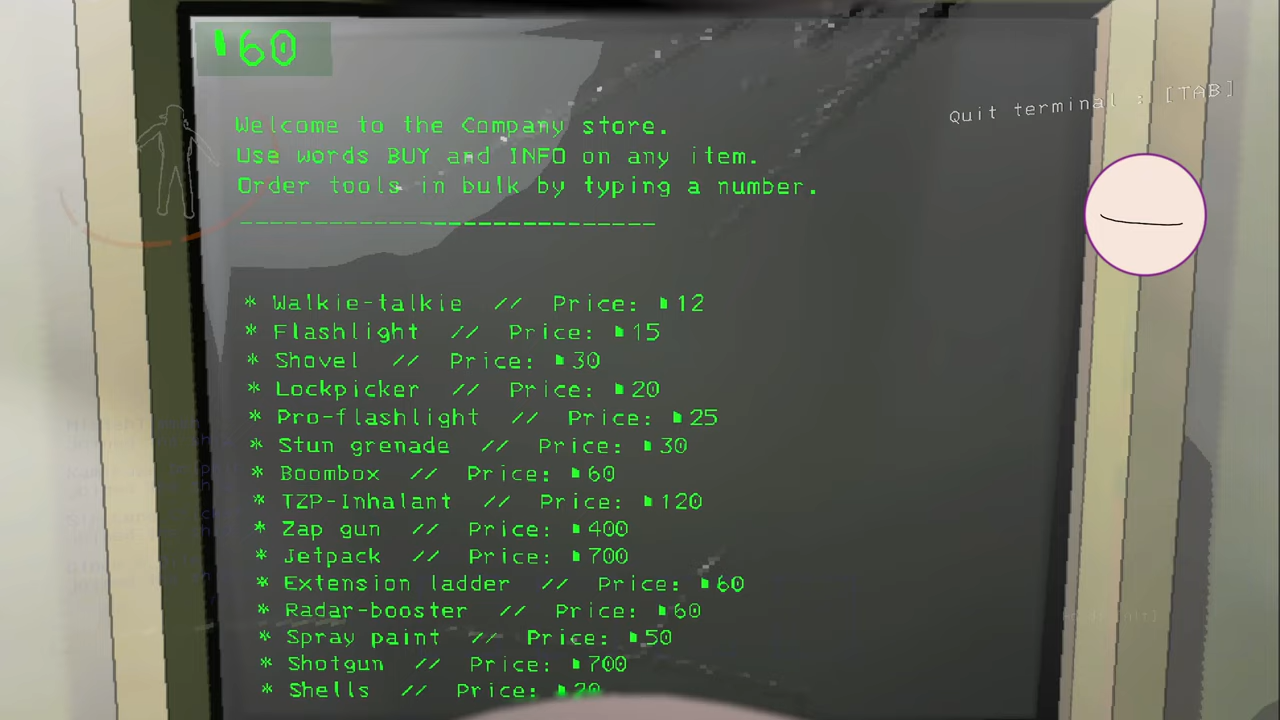 ▮60
Quit terminal : [TAB]
Welcome to the Company store.
Use words BUY and INFO on any item.
Order tools in bulk by typing a number.
----------------------------
* Walkie-talkie // Price: ▮12
* Flashlight // Price: ▮15
* Shovel // Price: ▮30
* Lockpicker // Price: ▮20
* Pro-flashlight // Price: ▮25
* Stun grenade // Price: ▮30
* Boombox // Price: ▮60
* TZP-Inhalant // Price: ▮120
* Zap gun // Price: ▮400
* Jetpack // Price: ▮700
* Extension ladder // Price: ▮60
* Radar-booster // Price: ▮60
* Spray paint // Price: ▮50
* Shotgun // Price: ▮700
* Shells // Price: